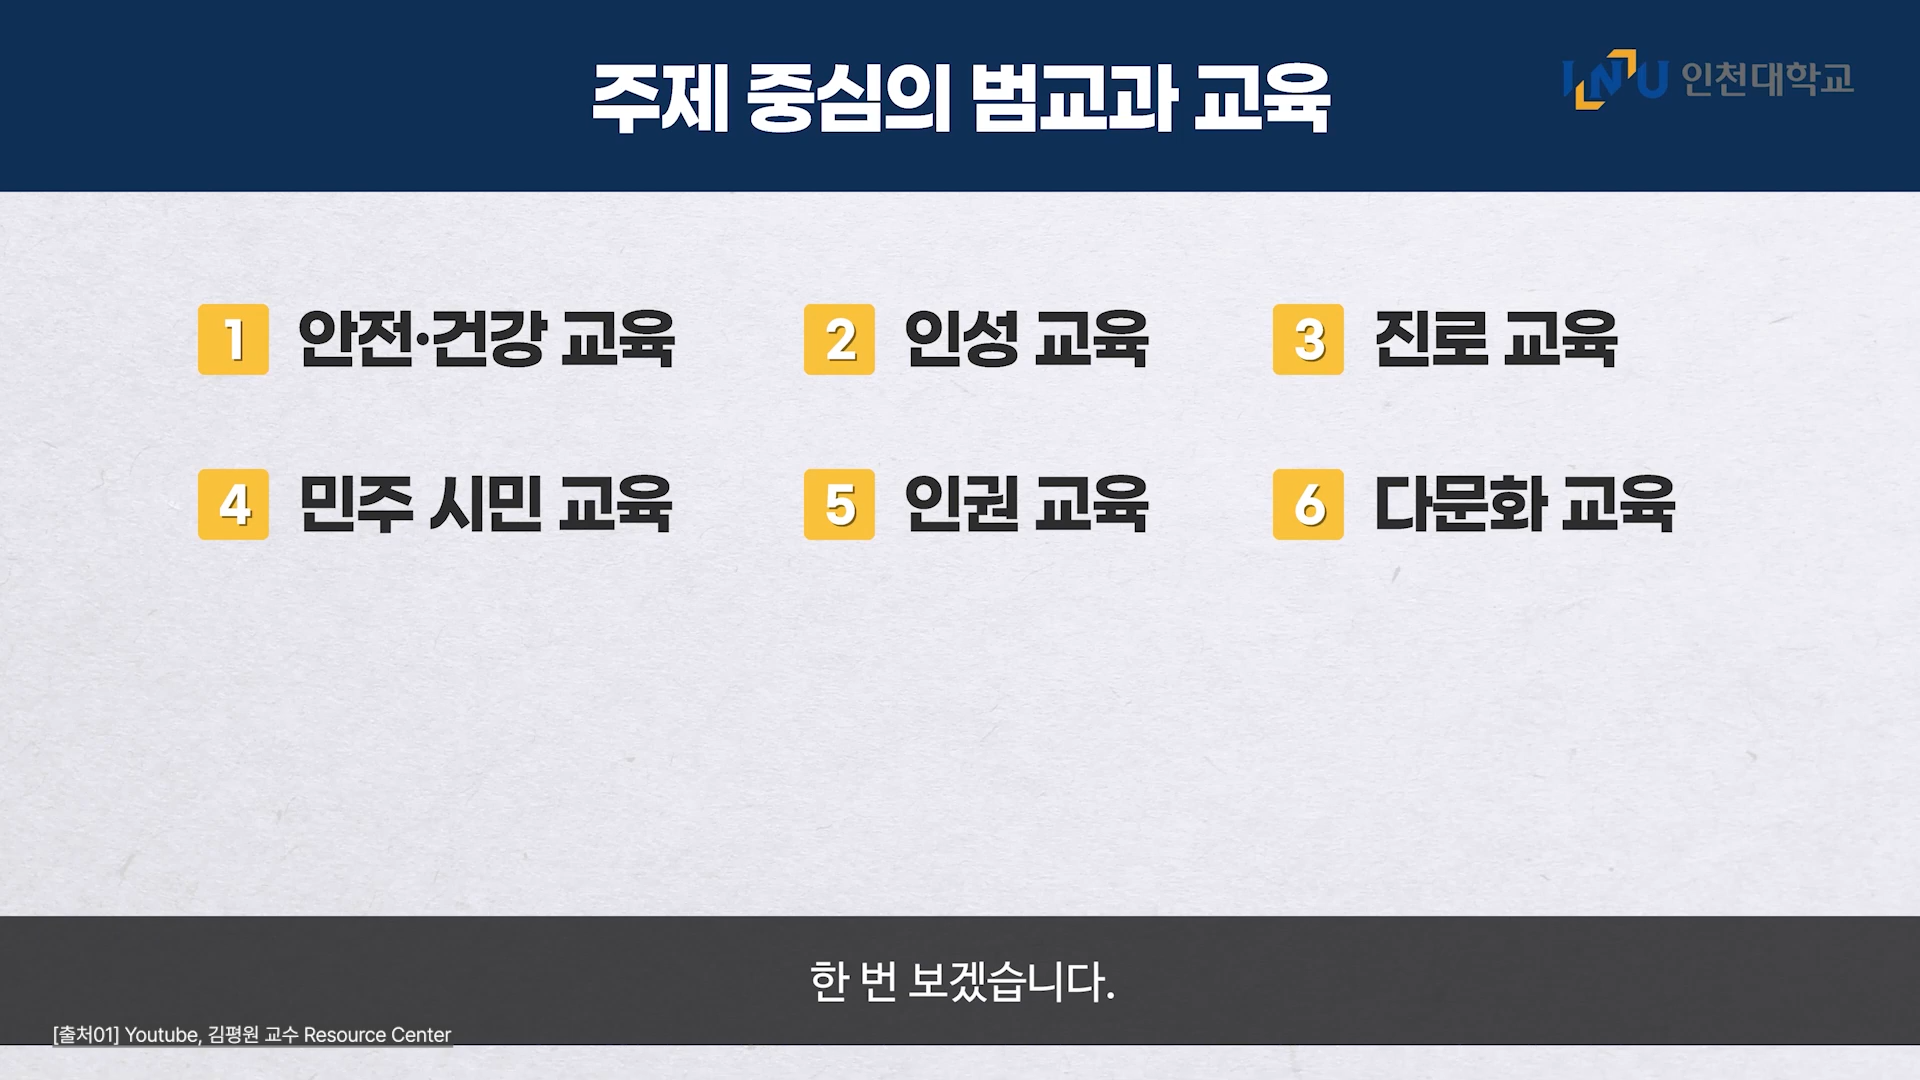 주제 중심의 범교과 교육
INU 인천대학교
1 안전·건강 교육
2 인성 교육
3 진로 교육
4 민주 시민 교육
5 인권 교육
6 다문화 교육
한 번 보겠습니다.
[출처01] Youtube, 김평원 교수 Resource Center